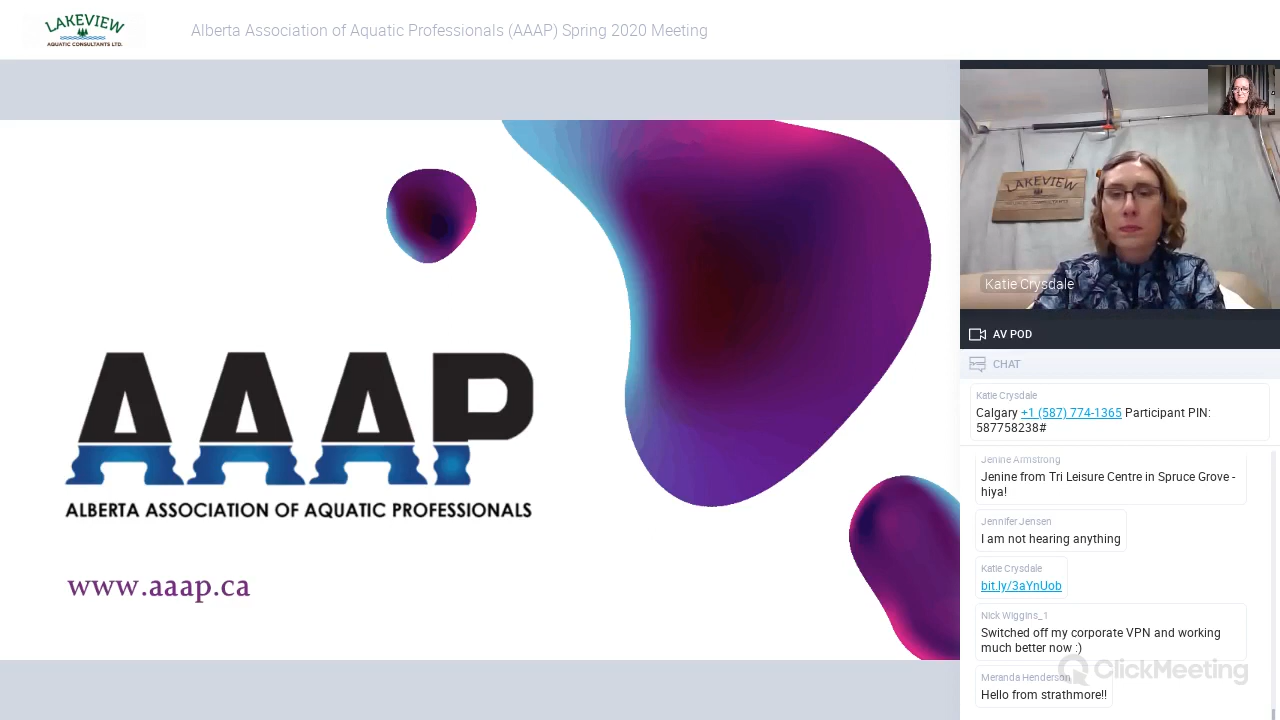 LAKEVIEW
AQUATIC CONSULTANTS LTD.
Alberta Association of Aquatic Professionals (AAAP) Spring 2020 Meeting
AAAP
ALBERTA ASSOCIATION OF AQUATIC PROFESSIONALS
www.aaap.ca
LAKEVIEW
Katie Crysdale
AV POD
CHAT
Katie Crysdale
Calgary +1 (587) 774-1365 Participant PIN:
587758238#
Jenine Armstrong
Jenine from Tri Leisure Centre in Spruce Grove -
hiya!
Jennifer Jensen
I am not hearing anything
Katie Crysdale
bit.ly/3aYnUob
Nick Wiggins_1
Switched off my corporate VPN and working
much better now :)
Meranda Henderson
Hello from strathmore!!
ClickMeeting